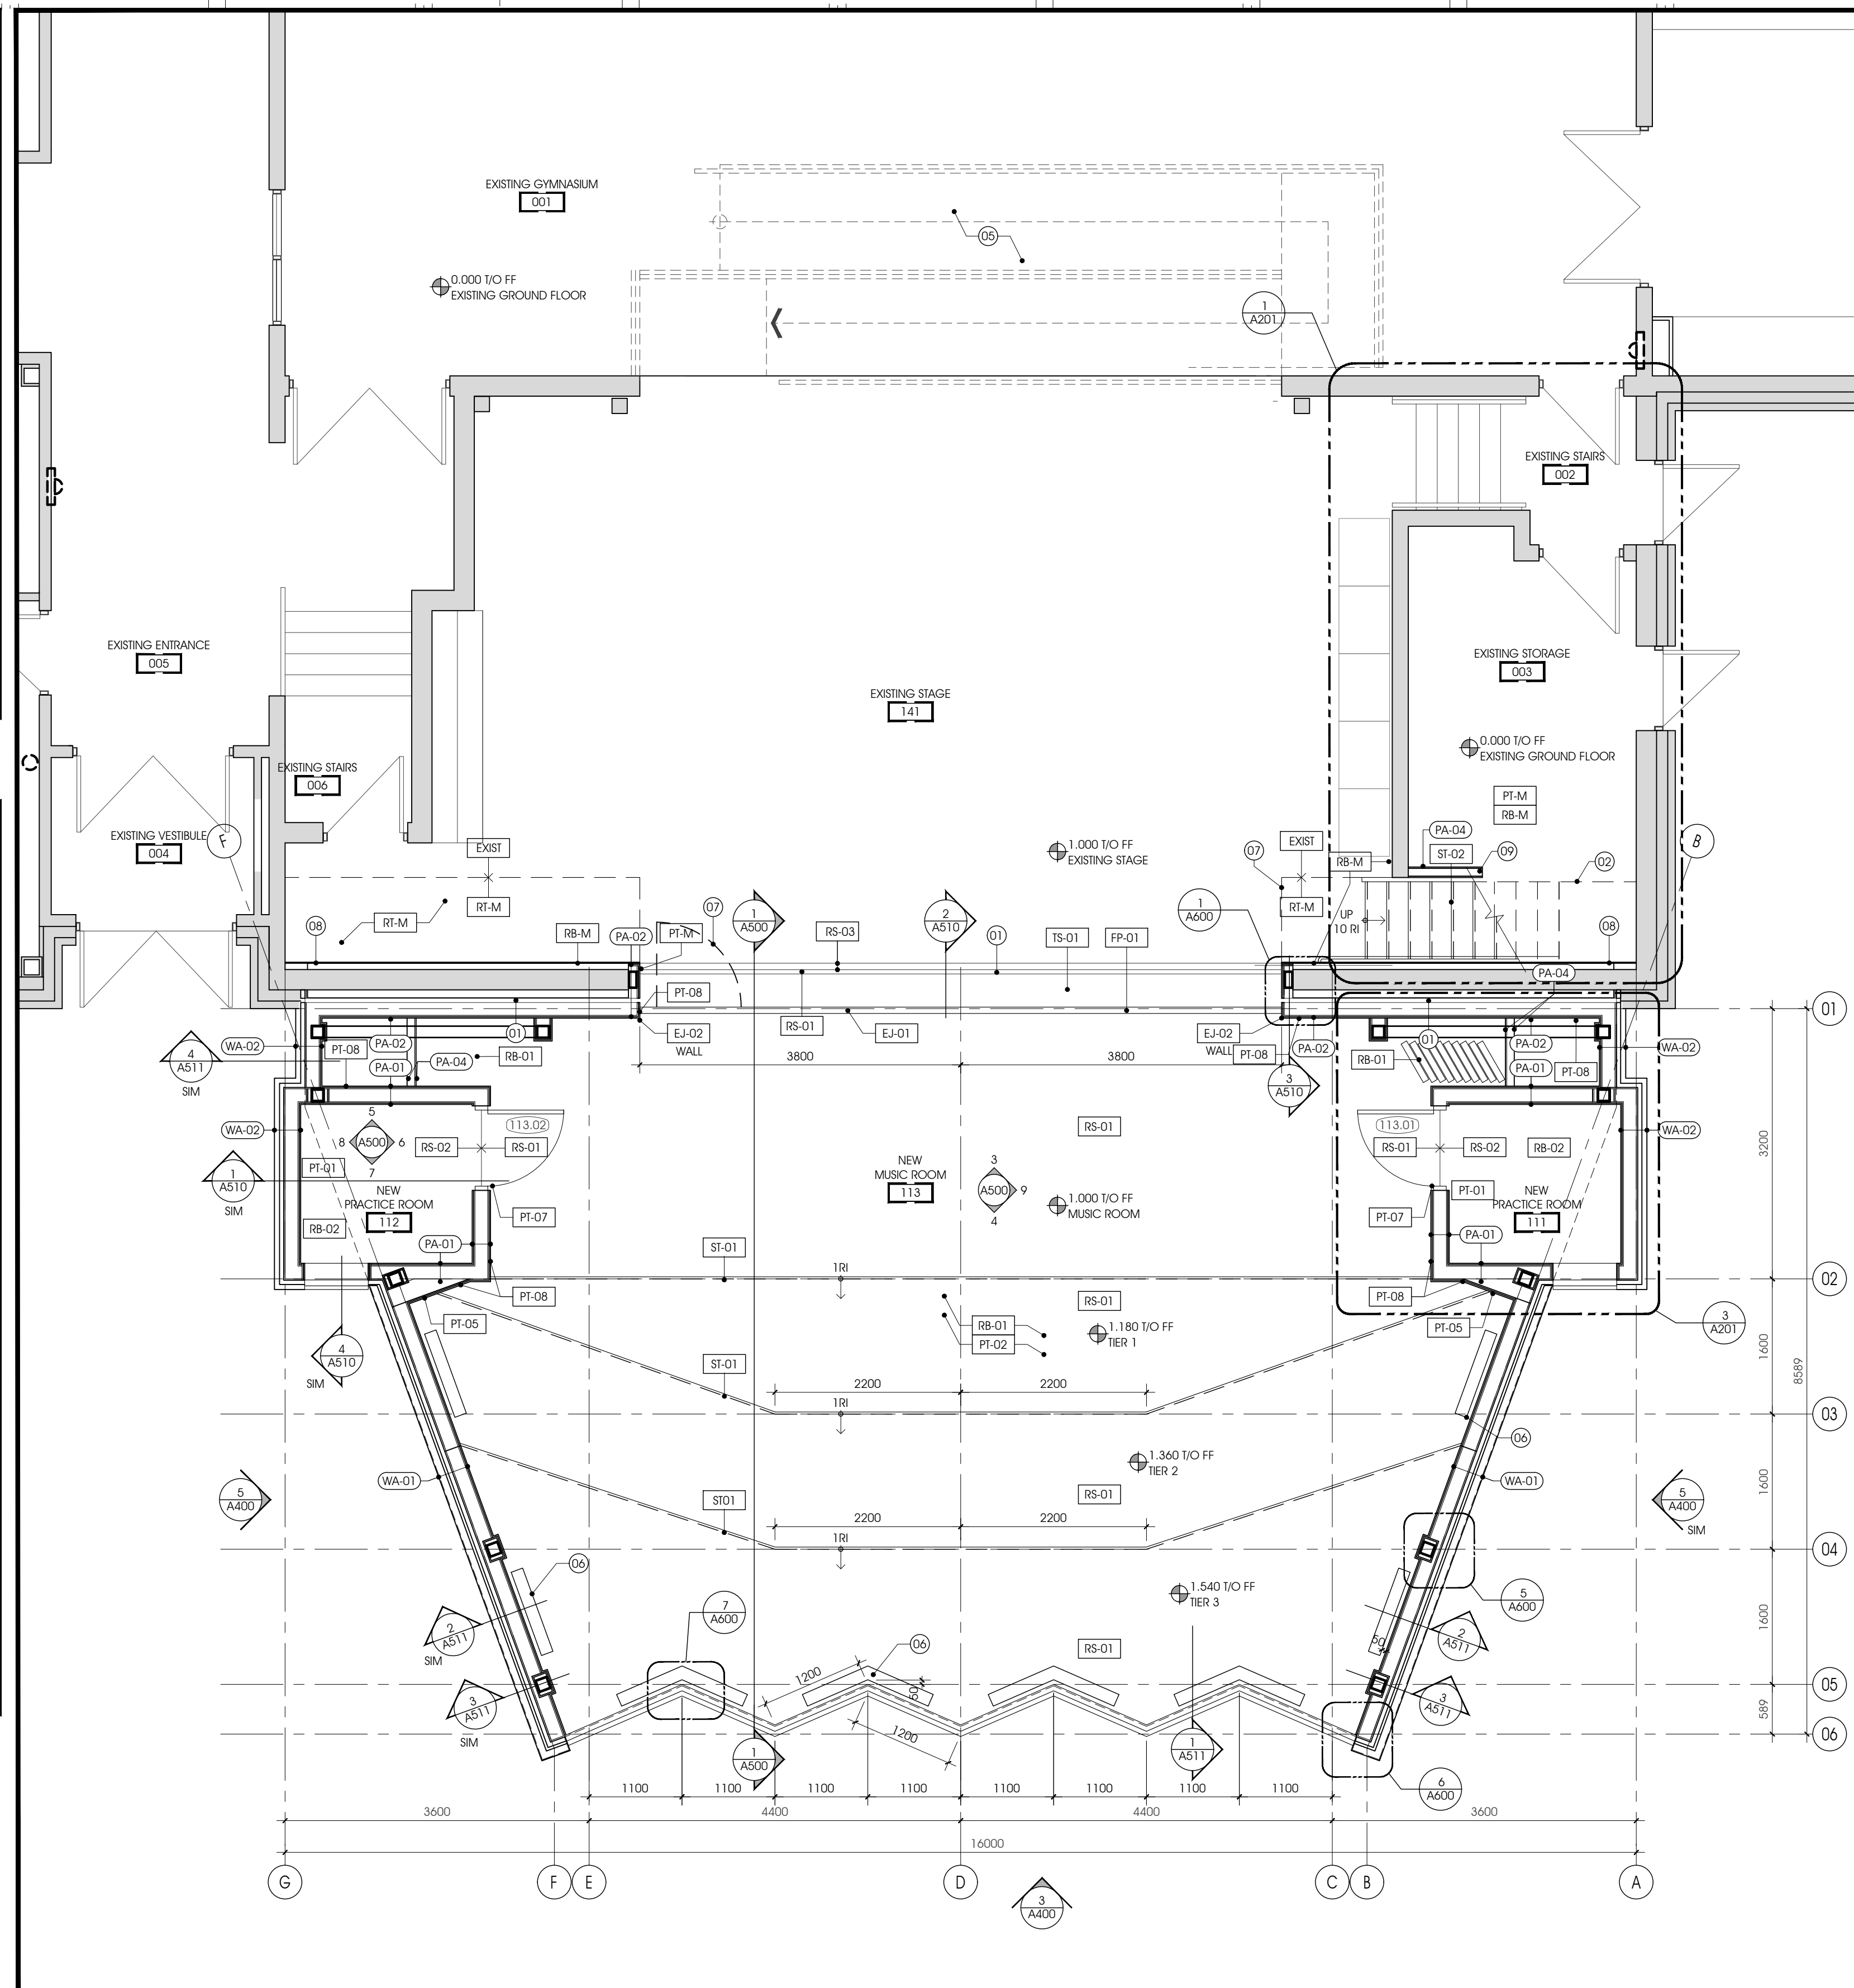 EXISTING GYMNASIUM
001
05
0.000 T/O FF
EXISTING GROUND FLOOR
1
A201
EXISTING STAIRS
002
EXISTING ENTRANCE
005
EXISTING STORAGE
003
EXISTING STAGE
141
0.000 T/O FF
EXISTING GROUND FLOOR
EXISTING STAIRS
006
PT-M
RB-M
EXISTING VESTIBULE
004
F
B
EXIST
1.000 T/O FF
EXISTING STAGE
07
EXIST
RB-M
PA-04
ST-02
09
02
RT-M
RT-M
08
RB-M
PA-02
PT-M
07
1
A500
RS-03
2
A510
01
TS-01
FP-01
1
A600
RT-M
UP
10 RI
08
PA-04
PT-08
01
RS-01
EJ-01
EJ-02
WALL
EJ-02
WALL
01
01
4
A511
SIM
WA-02
PT-08
PA-02
PA-01
PA-04
RB-01
3800
3800
PT-08
PA-02
3
A510
RB-01
01
PA-02
PA-01
PT-08
WA-02
WA-02
5
8
A500
6
7
113.02
RS-02
RS-01
RS-01
113.01
RS-01
RS-02
RB-02
WA-02
3200
1
A510
SIM
PT-01
NEW
PRACTICE ROOM
112
RB-02
PT-07
NEW
MUSIC ROOM
113
3
A500
9
4
1.000 T/O FF
MUSIC ROOM
PT-07
PT-01
NEW
PRACTICE ROOM
111
PA-01
ST-01
PA-01
1RI
02
PT-08
PT-05
RS-01
RB-01
PT-02
1.180 T/O FF
TIER 1
PT-08
PT-05
3
A201
4
A510
SIM
ST-01
2200
2200
1600
8589
1RI
03
06
WA-01
1.360 T/O FF
TIER 2
WA-01
5
A400
ST01
RS-01
1600
5
A400
SIM
2200
2200
1RI
04
06
1.540 T/O FF
TIER 3
5
A600
2
A511
SIM
7
A600
06
RS-01
50
2
A511
1600
1200
50
05
3
A511
SIM
1200
3
A511
589
06
1
A500
1
A511
6
A600
1100
1100
1100
1100
1100
1100
1100
1100
3600
4400
4400
3600
16000
G
F
E
D
C
B
A
3
A400